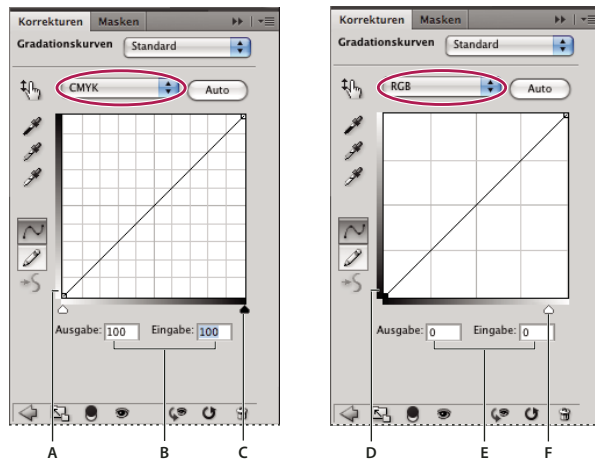 Korrekturen Masken
Gradationskurven Standard
CMYK Auto
Ausgabe: 100 Eingabe: 100
A B C
Korrekturen Masken
Gradationskurven Standard
RGB Auto
Ausgabe: 0 Eingabe: 0
D E F